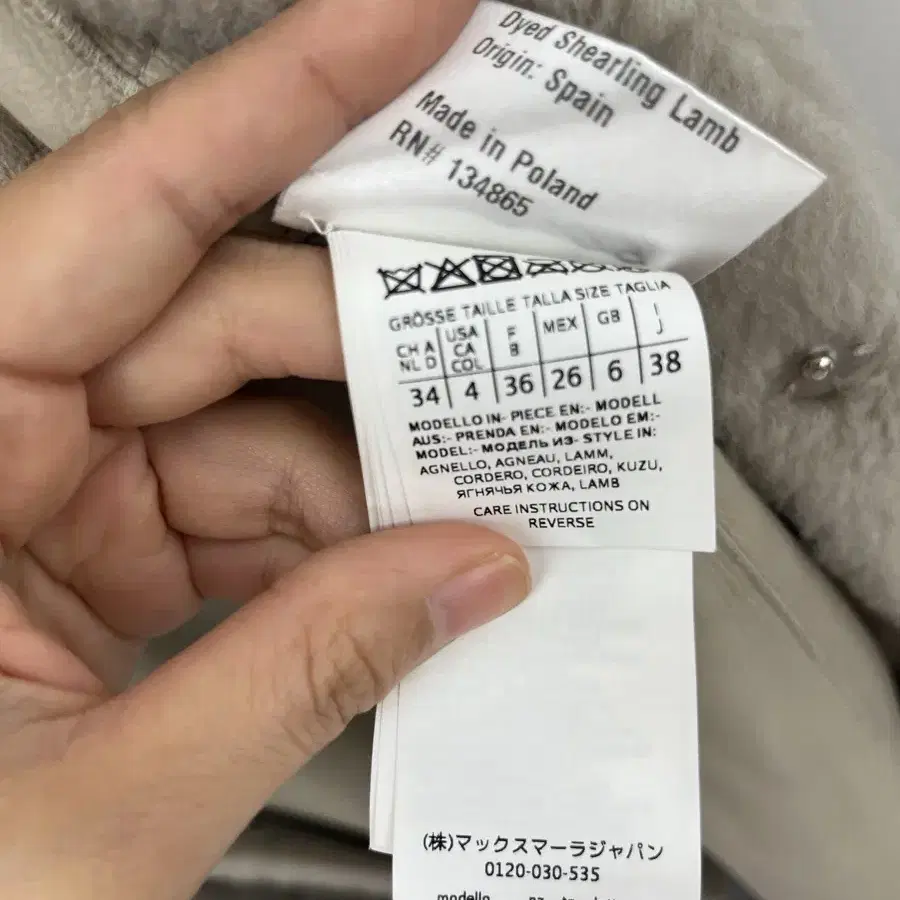 Dyed Shearling Lamb
Origin: Spain
Made in Poland
RN# 134865
GRÖSSE TAILLE TALLA SIZE TAGLIA
CH A USA F MEX GB I
NL D CA B J
COL
34 4 36 26 6 38
MODELLO IN- PIECE EN:- MODELL
AUS:- PRENDA EN:- MODELO EM:-
MODEL:- МОДЕЛЬ ИЗ- STYLE IN:
AGNELLO, AGNEAU, LAMM,
CORDERO, CORDEIRO, KUZU,
ЯГНЯЧЬЯ КОЖА, LAMB
CARE INSTRUCTIONS ON
REVERSE
(株)マックスマーラジャパン
0120-030-535
modello